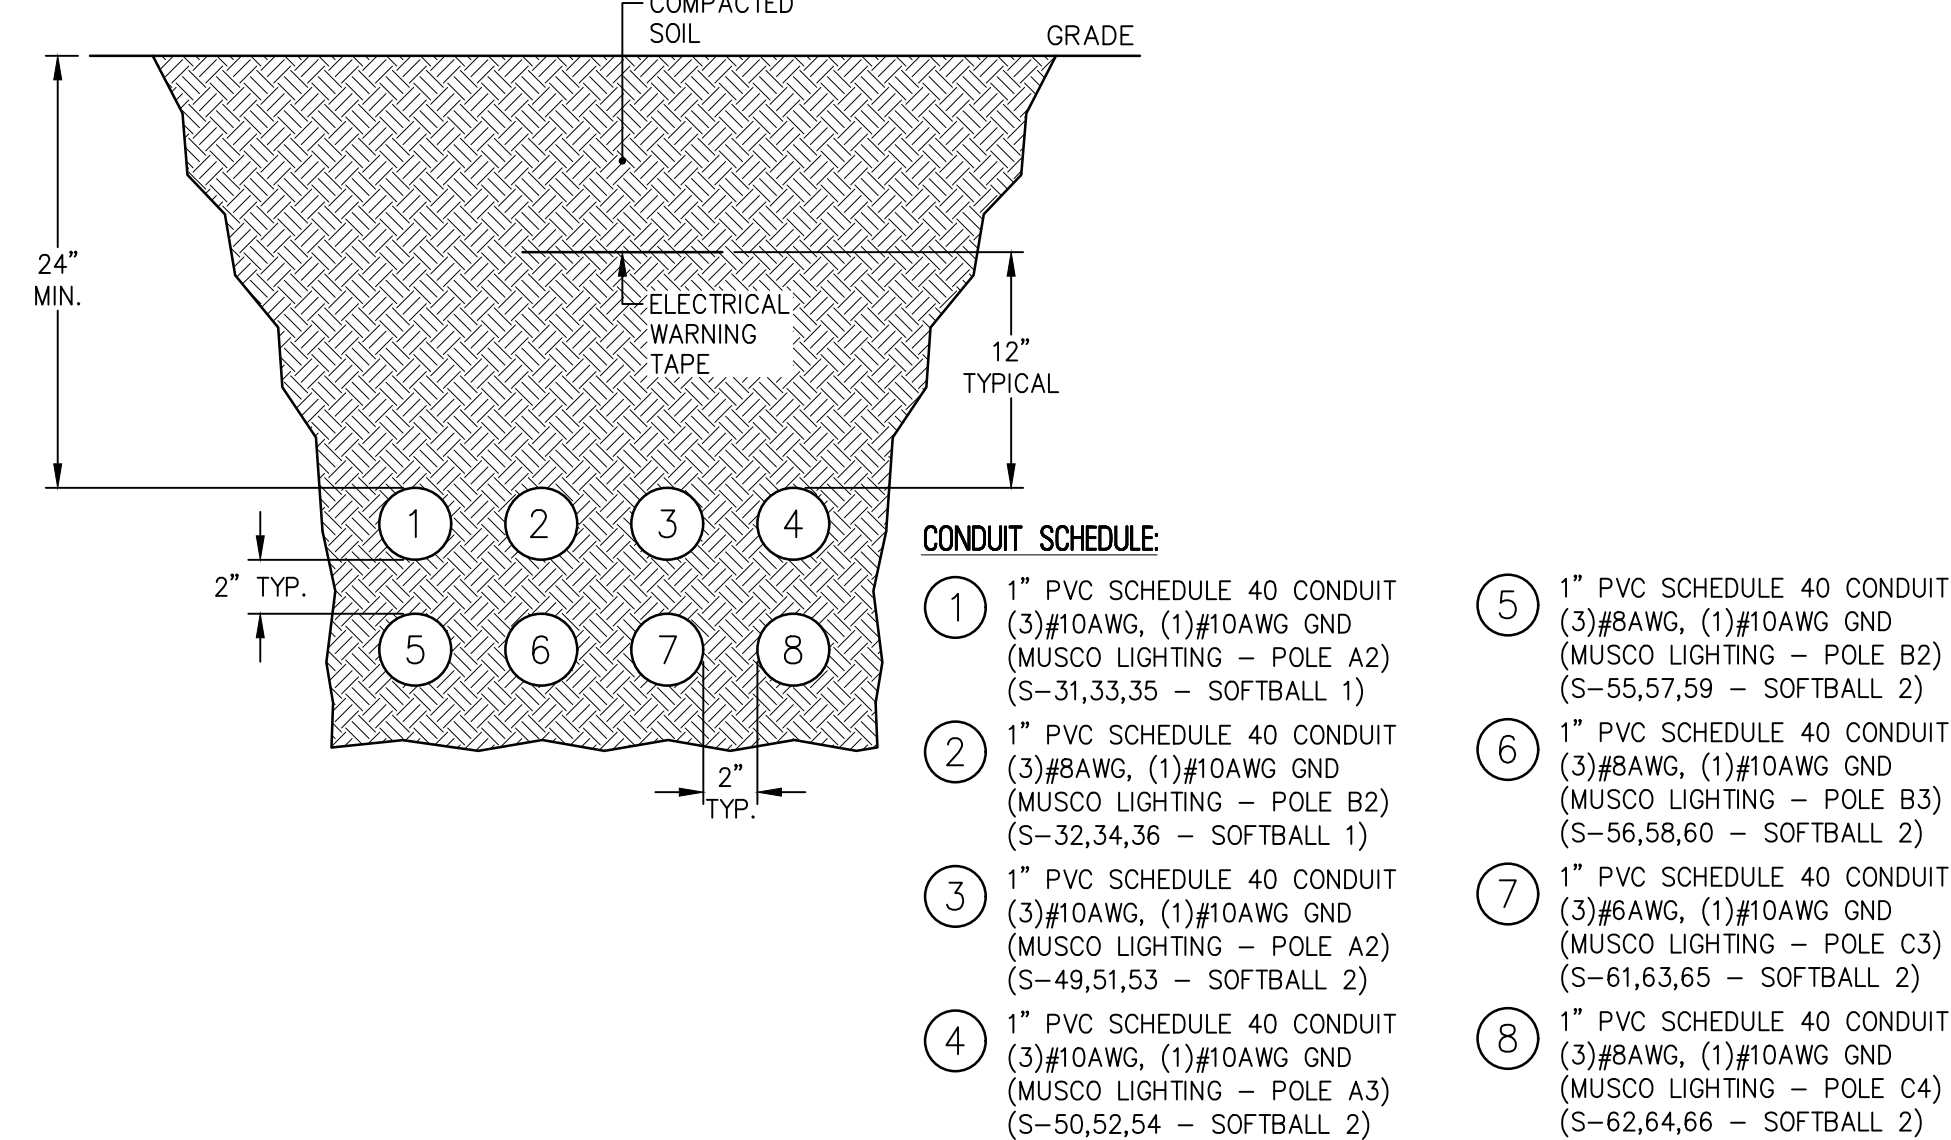 COMPACTED
SOIL
GRADE
24”
MIN.
ELECTRICAL
WARNING
TAPE
12”
TYPICAL
1
2
3
4
2” TYP.
5
6
7
8
2”
TYP.
CONDUIT SCHEDULE:
1
1” PVC SCHEDULE 40 CONDUIT
(3)#10AWG, (1)#10AWG GND
(MUSCO LIGHTING – POLE A2)
(S–31,33,35 – SOFTBALL 1)
2
1” PVC SCHEDULE 40 CONDUIT
(3)#8AWG, (1)#10AWG GND
(MUSCO LIGHTING – POLE B2)
(S–32,34,36 – SOFTBALL 1)
3
1” PVC SCHEDULE 40 CONDUIT
(3)#10AWG, (1)#10AWG GND
(MUSCO LIGHTING – POLE A2)
(S–49,51,53 – SOFTBALL 2)
4
1” PVC SCHEDULE 40 CONDUIT
(3)#10AWG, (1)#10AWG GND
(MUSCO LIGHTING – POLE A3)
(S–50,52,54 – SOFTBALL 2)
5
1” PVC SCHEDULE 40 CONDUIT
(3)#8AWG, (1)#10AWG GND
(MUSCO LIGHTING – POLE B2)
(S–55,57,59 – SOFTBALL 2)
6
1” PVC SCHEDULE 40 CONDUIT
(3)#8AWG, (1)#10AWG GND
(MUSCO LIGHTING – POLE B3)
(S–56,58,60 – SOFTBALL 2)
7
1” PVC SCHEDULE 40 CONDUIT
(3)#6AWG, (1)#10AWG GND
(MUSCO LIGHTING – POLE C3)
(S–61,63,65 – SOFTBALL 2)
8
1” PVC SCHEDULE 40 CONDUIT
(3)#8AWG, (1)#10AWG GND
(MUSCO LIGHTING – POLE C4)
(S–62,64,66 – SOFTBALL 2)